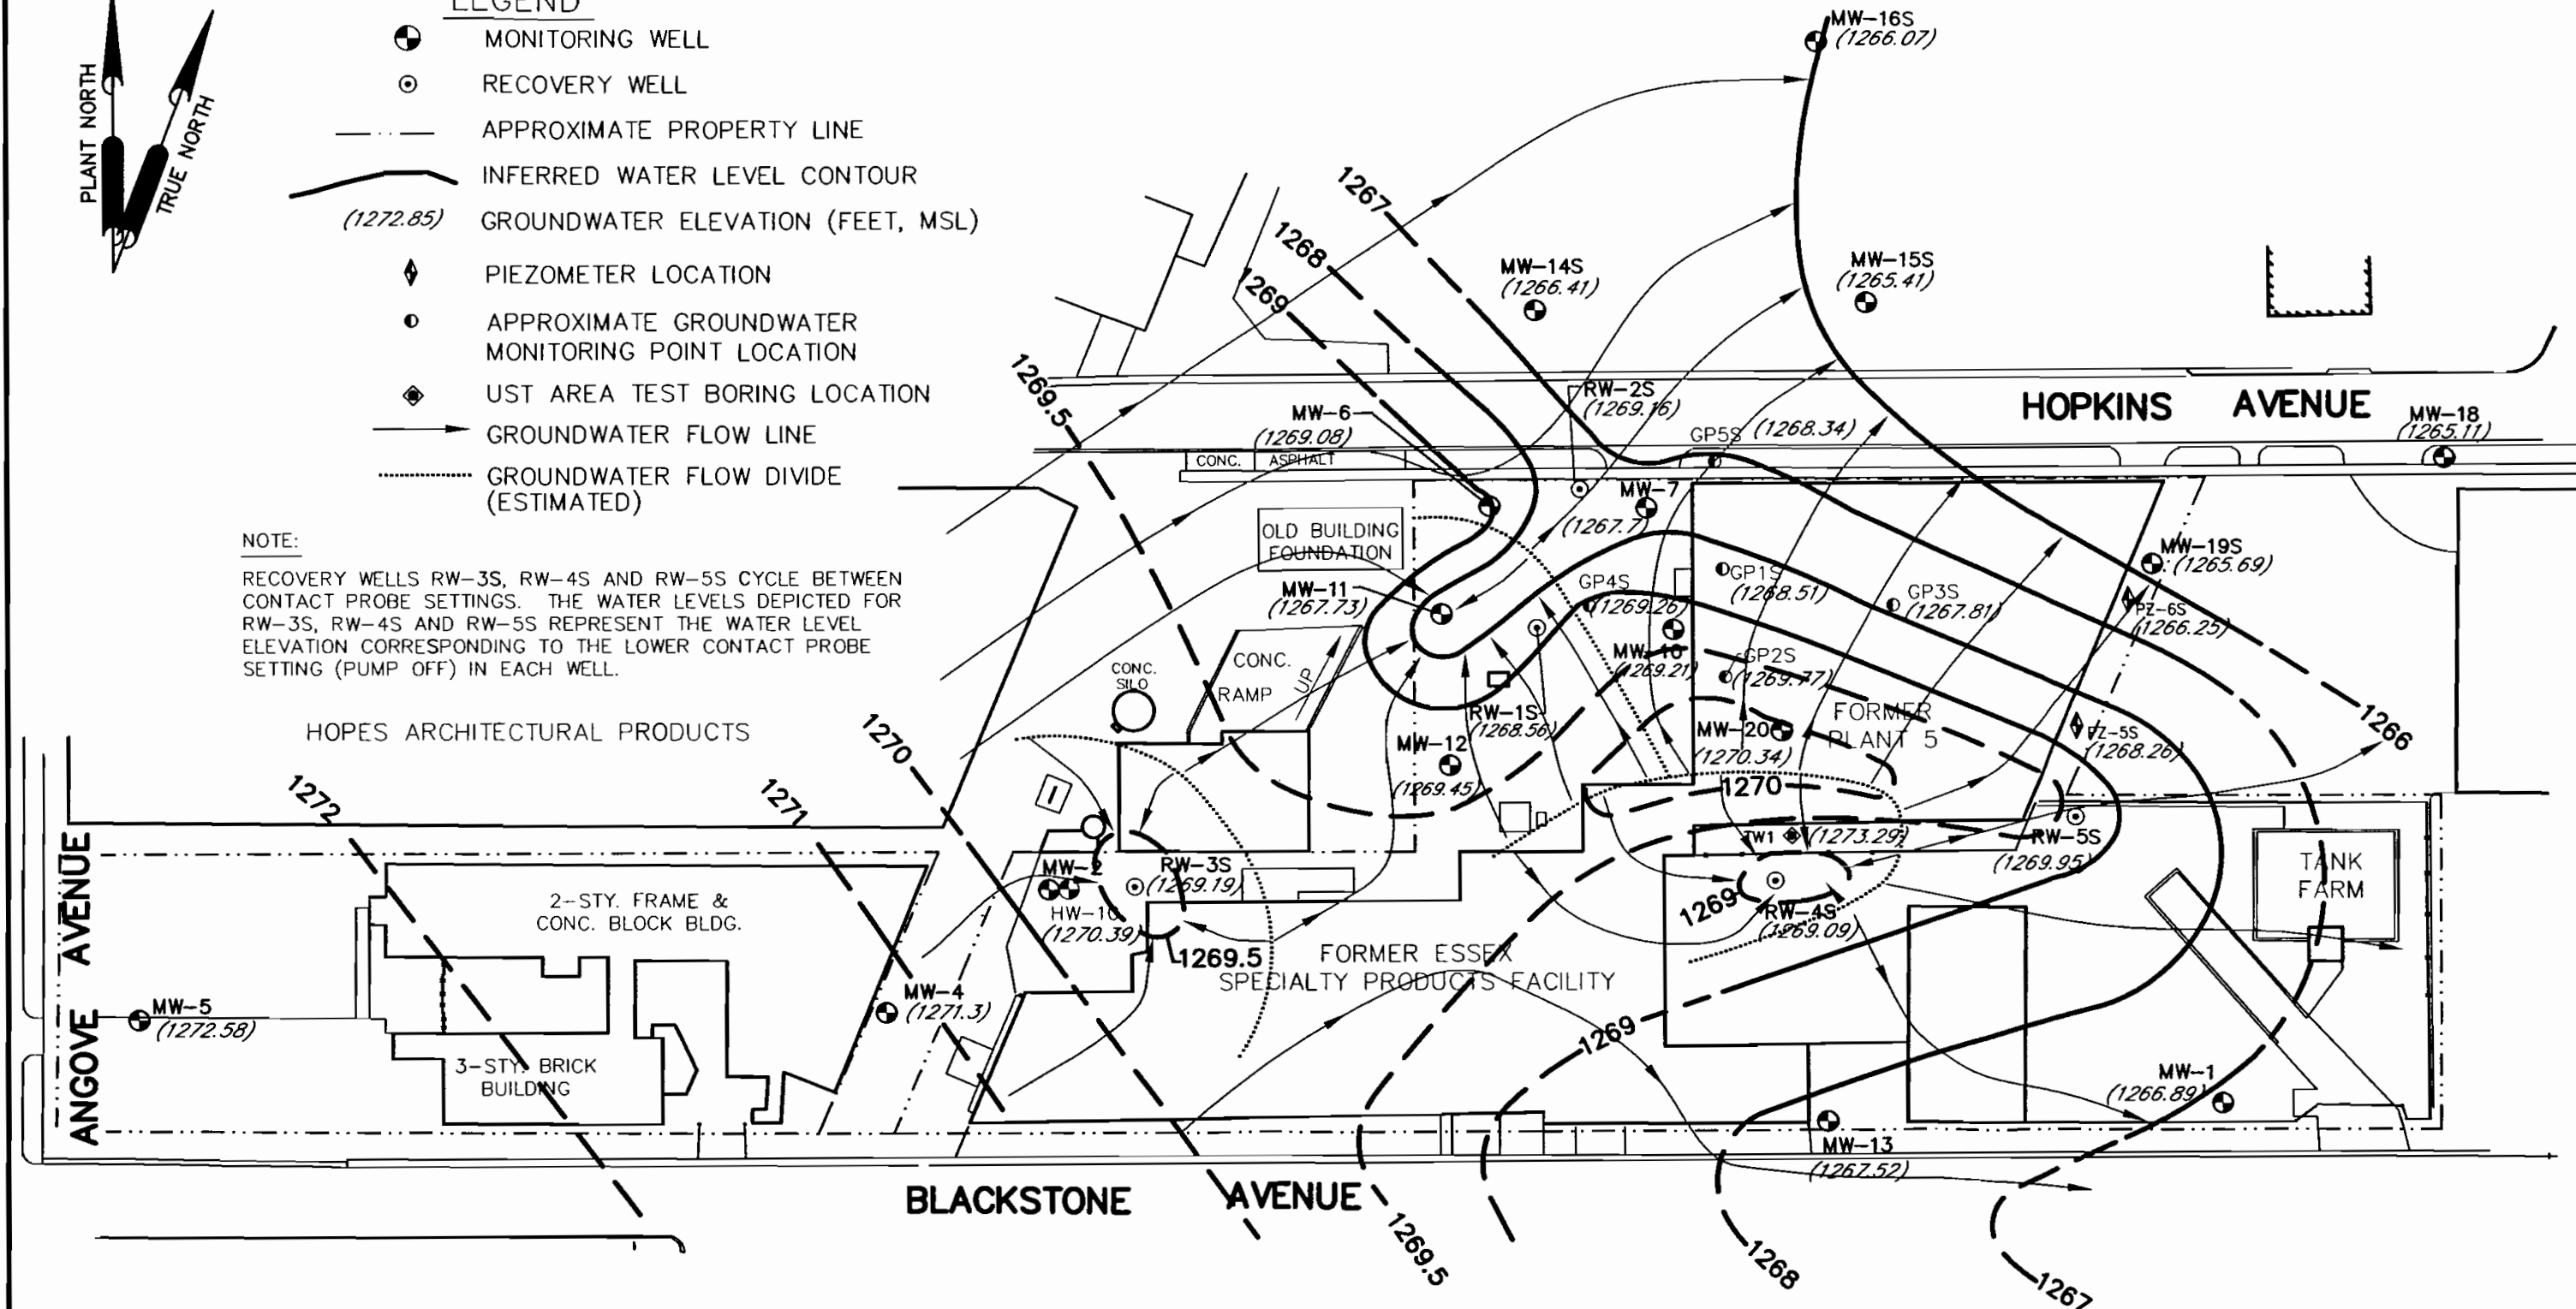 LEGEND
MONITORING WELL
RECOVERY WELL
APPROXIMATE PROPERTY LINE
INFERRED WATER LEVEL CONTOUR
(1272.85) GROUNDWATER ELEVATION (FEET, MSL)
PIEZOMETER LOCATION
APPROXIMATE GROUNDWATER
MONITORING POINT LOCATION
UST AREA TEST BORING LOCATION
GROUNDWATER FLOW LINE
GROUNDWATER FLOW DIVIDE
(ESTIMATED)
PLANT NORTH
TRUE NORTH
NOTE:
RECOVERY WELLS RW-3S, RW-4S AND RW-5S CYCLE BETWEEN
CONTACT PROBE SETTINGS. THE WATER LEVELS DEPICTED FOR
RW-3S, RW-4S AND RW-5S REPRESENT THE WATER LEVEL
ELEVATION CORRESPONDING TO THE LOWER CONTACT PROBE
SETTING (PUMP OFF) IN EACH WELL.
HOPES ARCHITECTURAL PRODUCTS
MW-16S
(1266.07)
1267
1268
1269
1269.5
MW-14S
(1266.41)
MW-15S
(1265.41)
HOPKINS AVENUE
MW-18
(1265.11)
RW-2S
(1269.16)
MW-6
(1269.08)
GP5S (1268.34)
CONC.
ASPHALT
MW-7
(1267.7)
OLD BUILDING
FOUNDATION
MW-11
(1267.73)
GP4S
(1269.26)
GP1S
(1268.51)
GP3S
(1267.81)
MW-19S
(1265.69)
PZ-6S
(1266.25)
MW-10
(1269.21)
GP2S
(1269.77)
CONC.
SILO
CONC.
RAMP
UP
RW-1S
(1268.56)
MW-12
(1269.45)
MW-20
(1270.34)
FORMER
PLANT 5
PZ-5S
(1268.26)
1266
1270
1271
1272
1270
TW1 (1273.29)
RW-5S
(1269.95)
TANK
FARM
MW-2
RW-3S
(1269.19)
HW-10
(1270.39)
1269.5
1269
RW-4S
(1269.09)
2-STY. FRAME &
CONC. BLOCK BLDG.
FORMER ESSEX
SPECIALTY PRODUCTS FACILITY
MW-5
(1272.58)
MW-4
(1271.3)
1269
3-STY. BRICK
BUILDING
MW-1
(1266.89)
MW-13
(1267.52)
ANGOVE AVENUE
BLACKSTONE AVENUE
1269.5
1268
1267